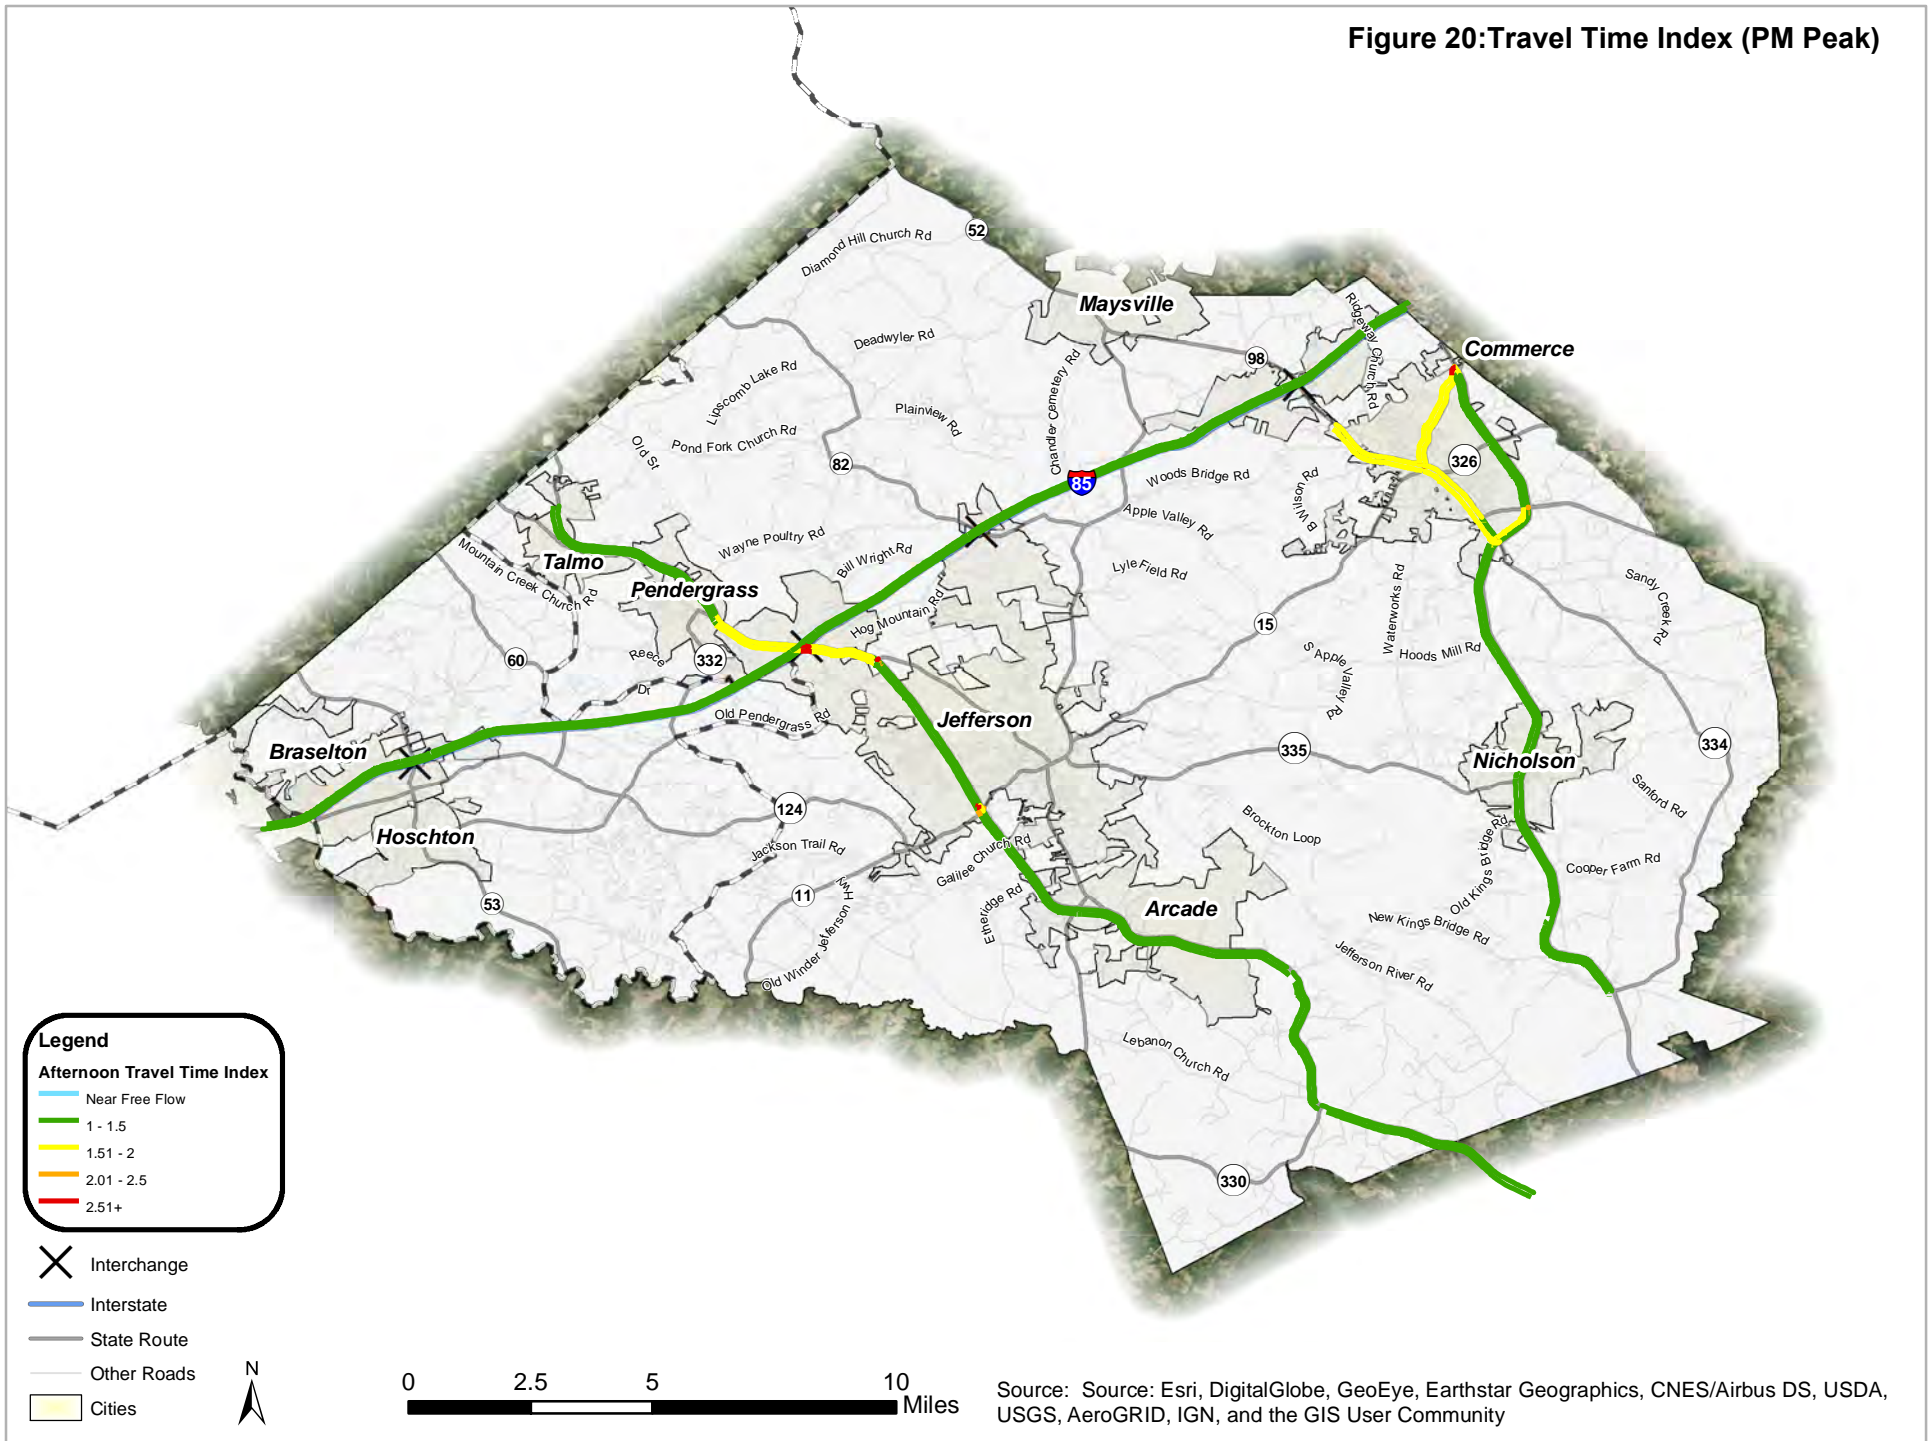 Figure 20:Travel Time Index (PM Peak)
52
Diamond Hill Church Rd
Maysville
Ridgeway Church Rd
Deadwyler Rd
98
Commerce
Chandler Cemetery Rd
Lipscomb Lake Rd
Plainview Rd
Old St
Pond Fork Church Rd
82
326
85
Woods Bridge Rd
B Wilson Rd
Apple Valley Rd
Wayne Poultry Rd
Bill Wright Rd
Talmo
Mountain Creek Church Rd
Lyle Field Rd
Pendergrass
Waterworks Rd
Sandy Creek Rd
Hog Mountain Rd
15
60
Reece
332
Hoods Mill Rd
S Apple Valley Rd
Dr
Old Pendergrass Rd
Jefferson
Braselton
335
334
Nicholson
Sanford Rd
124
Hoschton
Brockton Loop
Jackson Trail Rd
Galilee Church Rd
Old Kings Bridge Rd
Cooper Farm Rd
11
53
Old Winder Jefferson Hwy
Etheridge Rd
Arcade
New Kings Bridge Rd
Jefferson River Rd
Lebanon Church Rd
330
Legend
Afternoon Travel Time Index
Near Free Flow
1 - 1.5
1.51 - 2
2.01 - 2.5
2.51+
Interchange
Interstate
State Route
Other Roads
Cities
N
0 2.5 5 10
Miles
Source: Source: Esri, DigitalGlobe, GeoEye, Earthstar Geographics, CNES/Airbus DS, USDA,
USGS, AeroGRID, IGN, and the GIS User Community